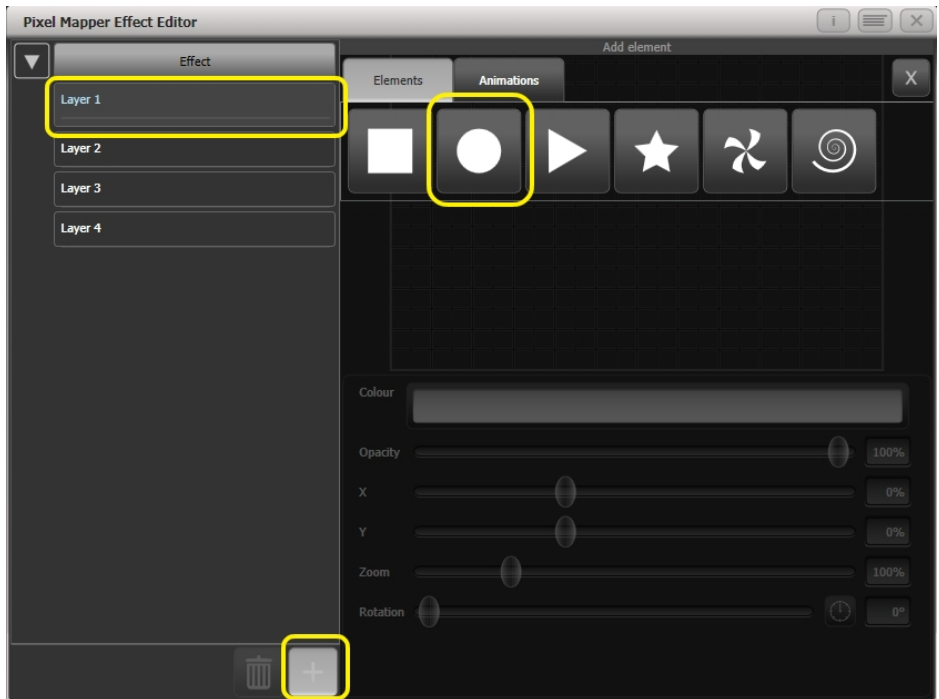 Pixel Mapper Effect Editor
i
X
Effect
Add element
Elements
Animations
X
Layer 1
Layer 2
Layer 3
Layer 4
Colour
Opacity 100%
X 0%
Y 0%
Zoom 100%
Rotation 0°
+